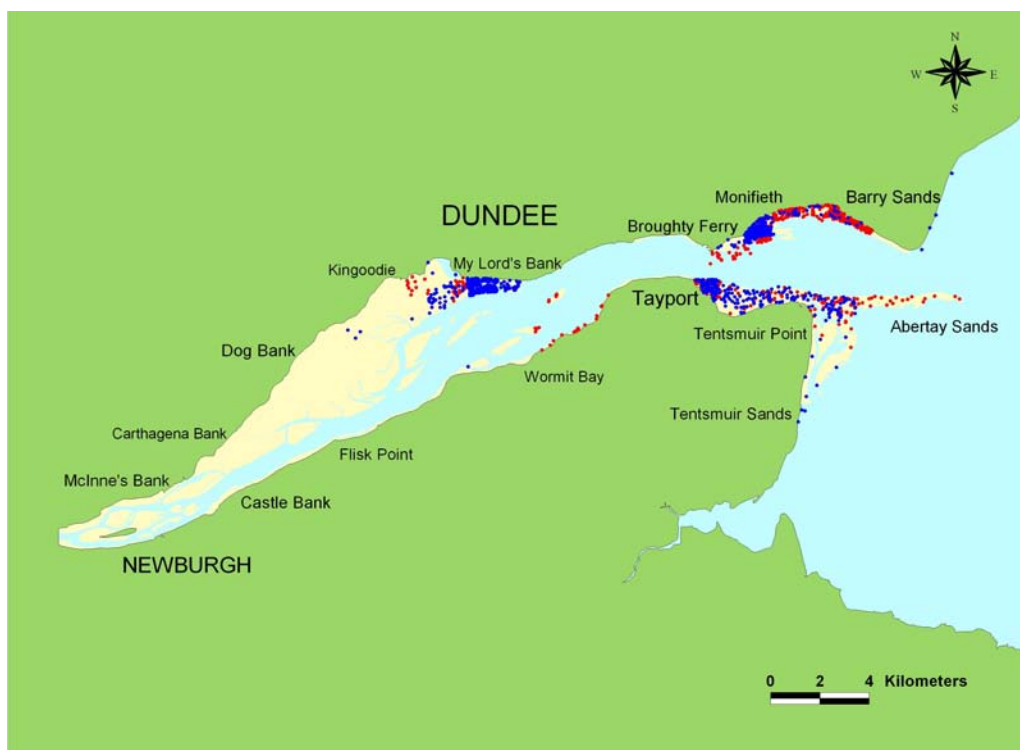 N
W E
S
Monifieth
Barry Sands
DUNDEE
Broughty Ferry
Kingoodie
My Lord's Bank
Tayport
Abertay Sands
Tentsmuir Point
Dog Bank
Wormit Bay
Tentsmuir Sands
Carthagena Bank
Flisk Point
McInne's Bank
Castle Bank
NEWBURGH
0 2 4 Kilometers